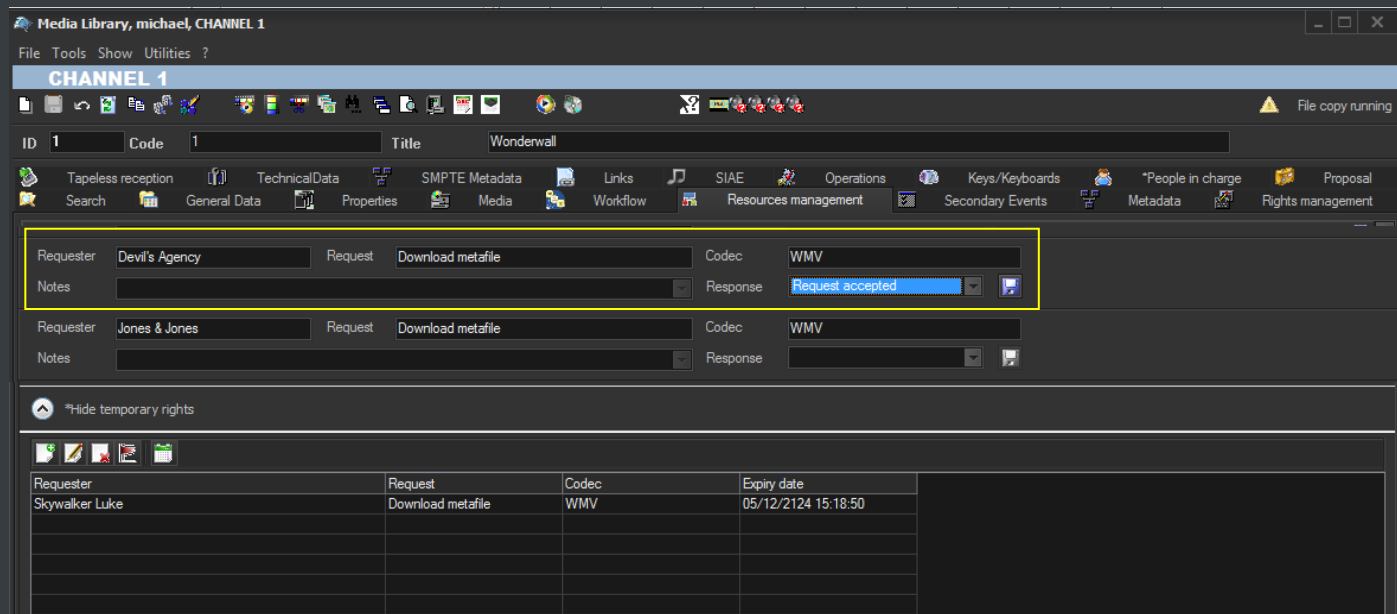 Media Library, michael, CHANNEL 1
File Tools Show Utilities ?
CHANNEL 1
File copy running
ID 1 Code 1 Title Wonderwall
Tapeless reception TechnicalData SMPTE Metadata Links SIAE Operations Keys/Keyboards *People in charge Proposal
Search General Data Properties Media Workflow Resources management Secondary Events Metadata Rights management
Requester Devil's Agency Request Download metafile Codec WMV
Notes Response Request accepted
Requester Jones & Jones Request Download metafile Codec WMV
Notes Response
*Hide temporary rights
Requester Request Codec Expiry date
Skywalker Luke Download metafile WMV 05/12/2124 15:18:50